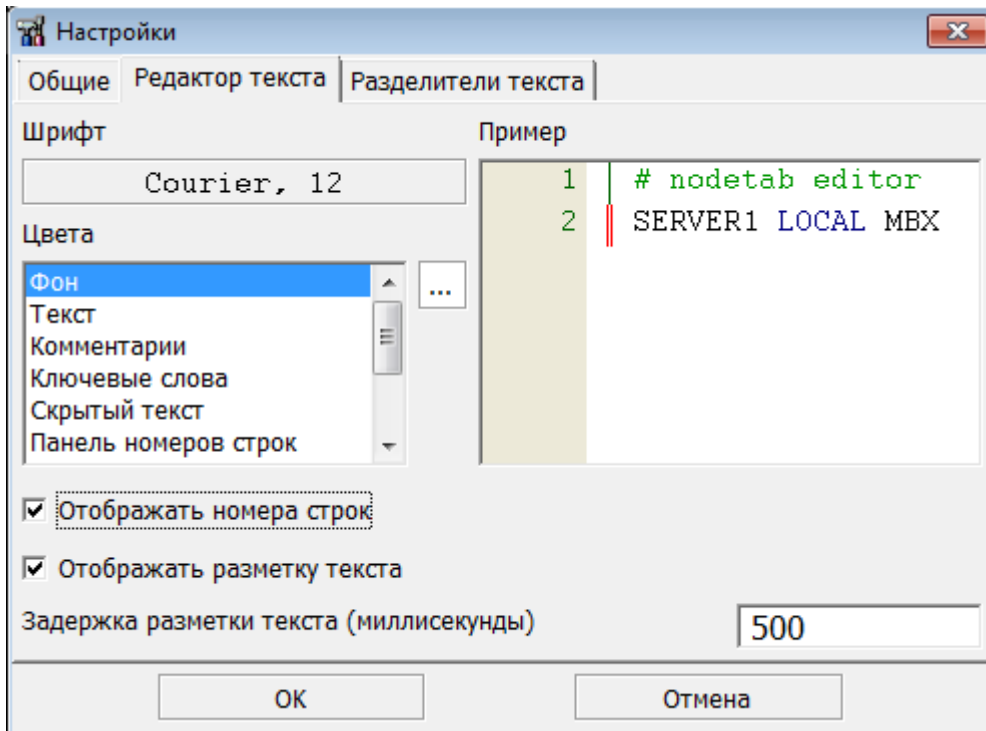 Настройки
Общие Редактор текста Разделители текста
Шрифт
Courier, 12
Цвета
Фон
Текст
Комментарии
Ключевые слова
Скрытый текст
Панель номеров строк
...
Пример
1 # nodetab editor
2 SERVER1 LOCAL MBX
Отображать номера строк
Отображать разметку текста
Задержка разметки текста (миллисекунды) 500
ОК Отмена